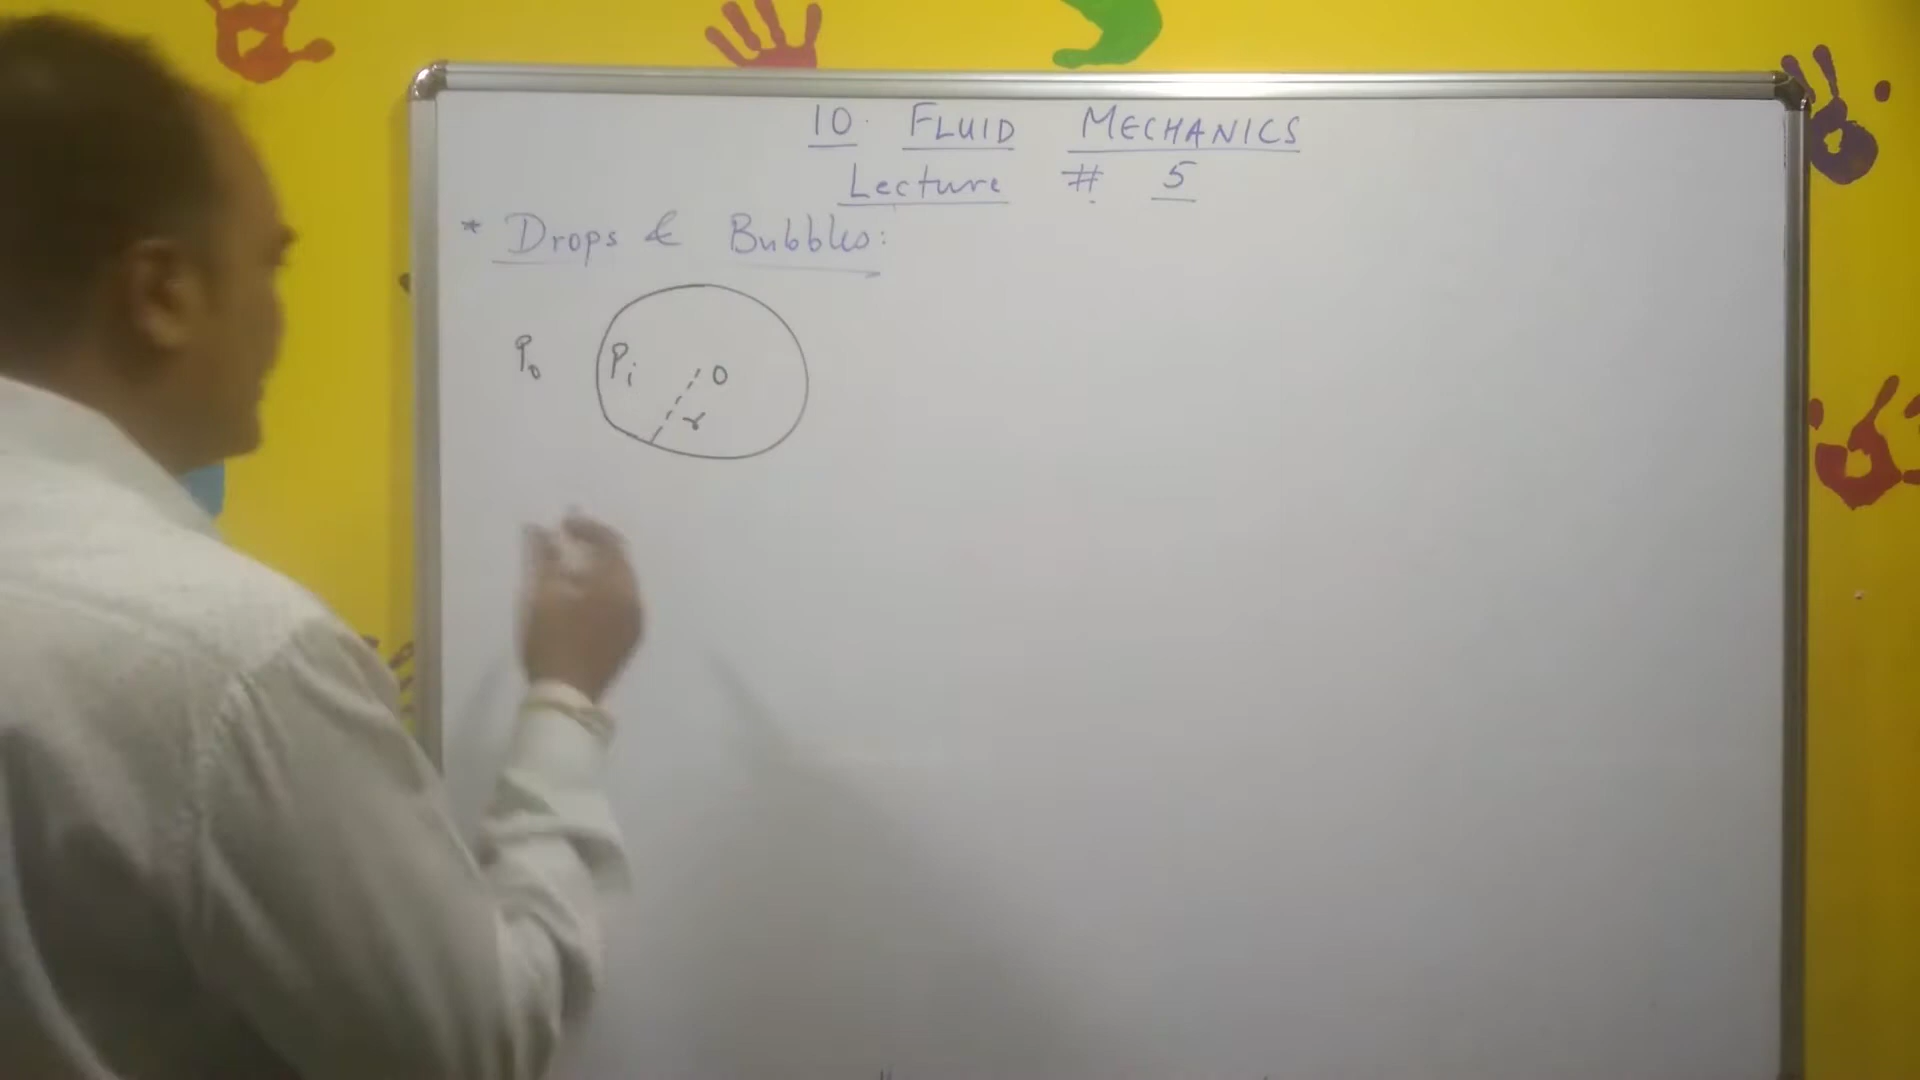 10. FLUID MECHANICS
Lecture # 5
* Drops & Bubbles:
P₀ Pᵢ O
r